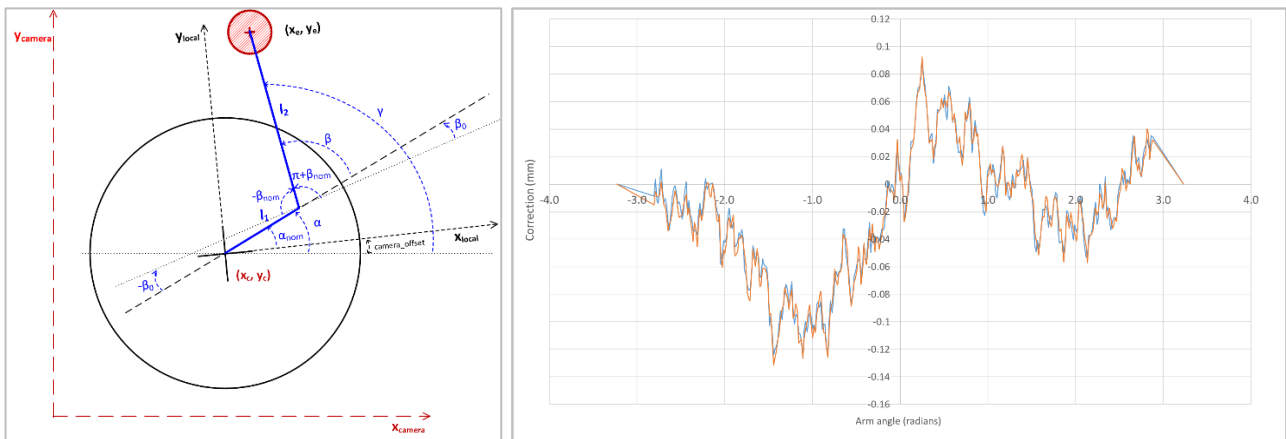 y_camera
y_local
(x_e, y_e)
l_2
γ
β
β_0
π+β_nom
-β_nom
l_1
α
α_nom
x_local
camera_offset
(x_c, y_c)
-β_0
x_camera
0.12
0.1
0.08
0.06
0.04
0.02
0
-4.0
-3.0
-2.0
-1.0
0.0
1.0
2.0
3.0
4.0
-0.02
-0.04
-0.06
-0.08
-0.1
-0.12
-0.14
-0.16
Correction (mm)
Arm angle (radians)